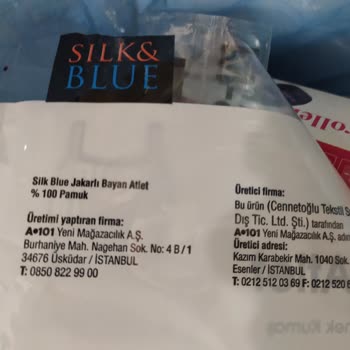 SILK&
BLUE
Silk Blue Jakarlı Bayan Atlet
% 100 Pamuk
Üretimi yaptıran firma:
A101 Yeni Mağazacılık A.Ş.
Burhaniye Mah. Nagehan Sok. No: 4 B / 1
34676 Üsküdar / İSTANBUL
T: 0850 822 99 00
Üretici firma:
Bu ürün (Cennetoğlu Tekstil S
Dış Tic. Ltd. Şti.) tarafından
A101 Yeni Mağazacılık A.Ş. adın
Üretici adresi:
Kazım Karabekir Mah. 1040 Sok.
Esenler / İSTANBUL
T: 0212 512 03 69 F: 0212 520 6
rolle